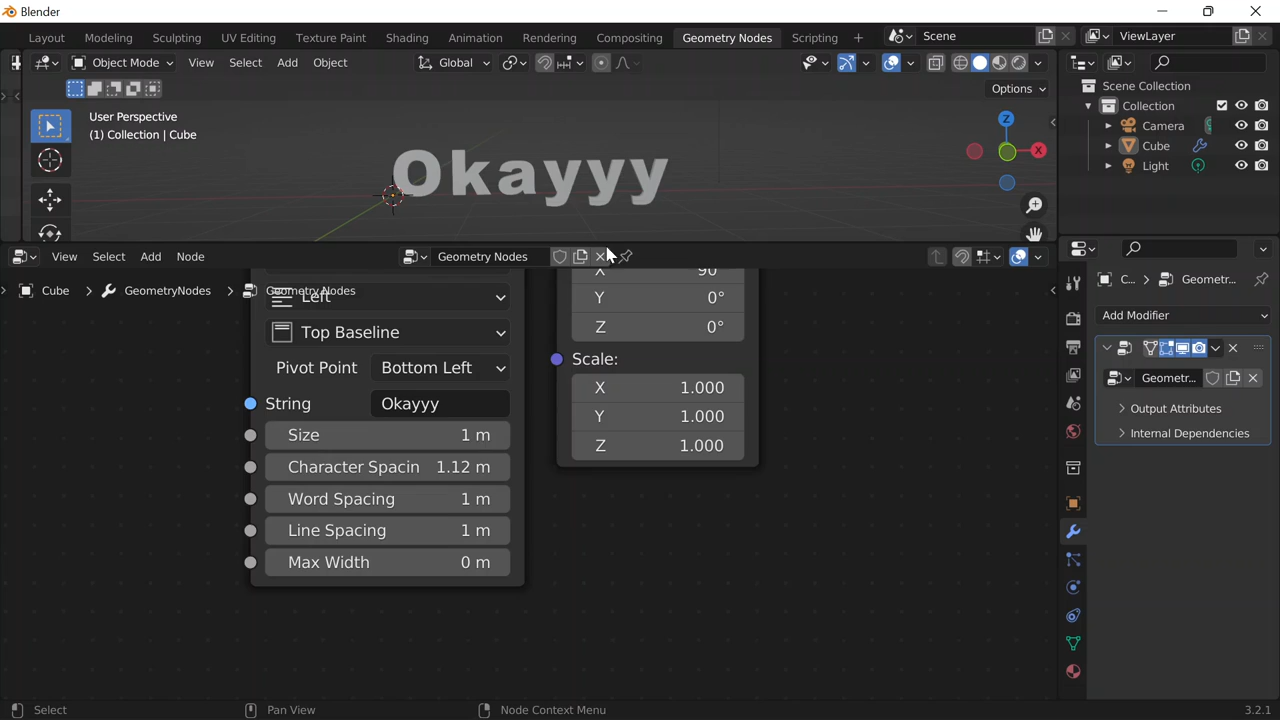 Blender
Layout Modeling Sculpting UV Editing Texture Paint Shading Animation Rendering Compositing Geometry Nodes Scripting + Scene ViewLayer
Object Mode View Select Add Object Global
Options
User Perspective
(1) Collection | Cube
Okayyy
Z
X
Scene Collection
Collection
Camera
Cube
Light
View Select Add Node Geometry Nodes
Cube > GeometryNodes > Geometry Nodes
Left
Top Baseline
Pivot Point Bottom Left
String Okayyy
Size 1 m
Character Spacin 1.12 m
Word Spacing 1 m
Line Spacing 1 m
Max Width 0 m
X 90
Y 0°
Z 0°
Scale:
X 1.000
Y 1.000
Z 1.000
C... > Geometr...
Add Modifier
Geometr...
Output Attributes
Internal Dependencies
Select Pan View Node Context Menu 3.2.1